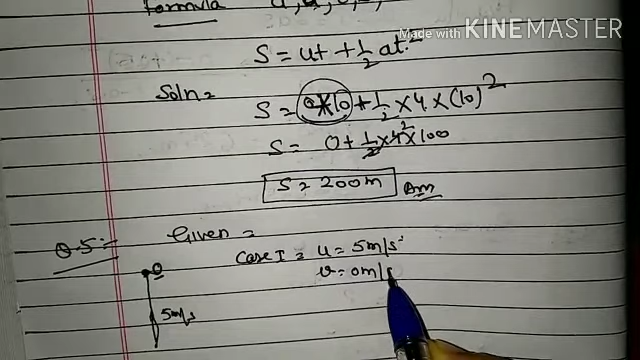 Formula
Made with KINEMASTER
S = ut + 1/2 at²
Soln =
S = 0*10 + 1/2 × 4 × (10)²
S = 0 + 1/2 × 4² × 100
S = 200m Ans
Q.5:- Given =
Case I = u = 5m/s
v = 0m/s
5m/s